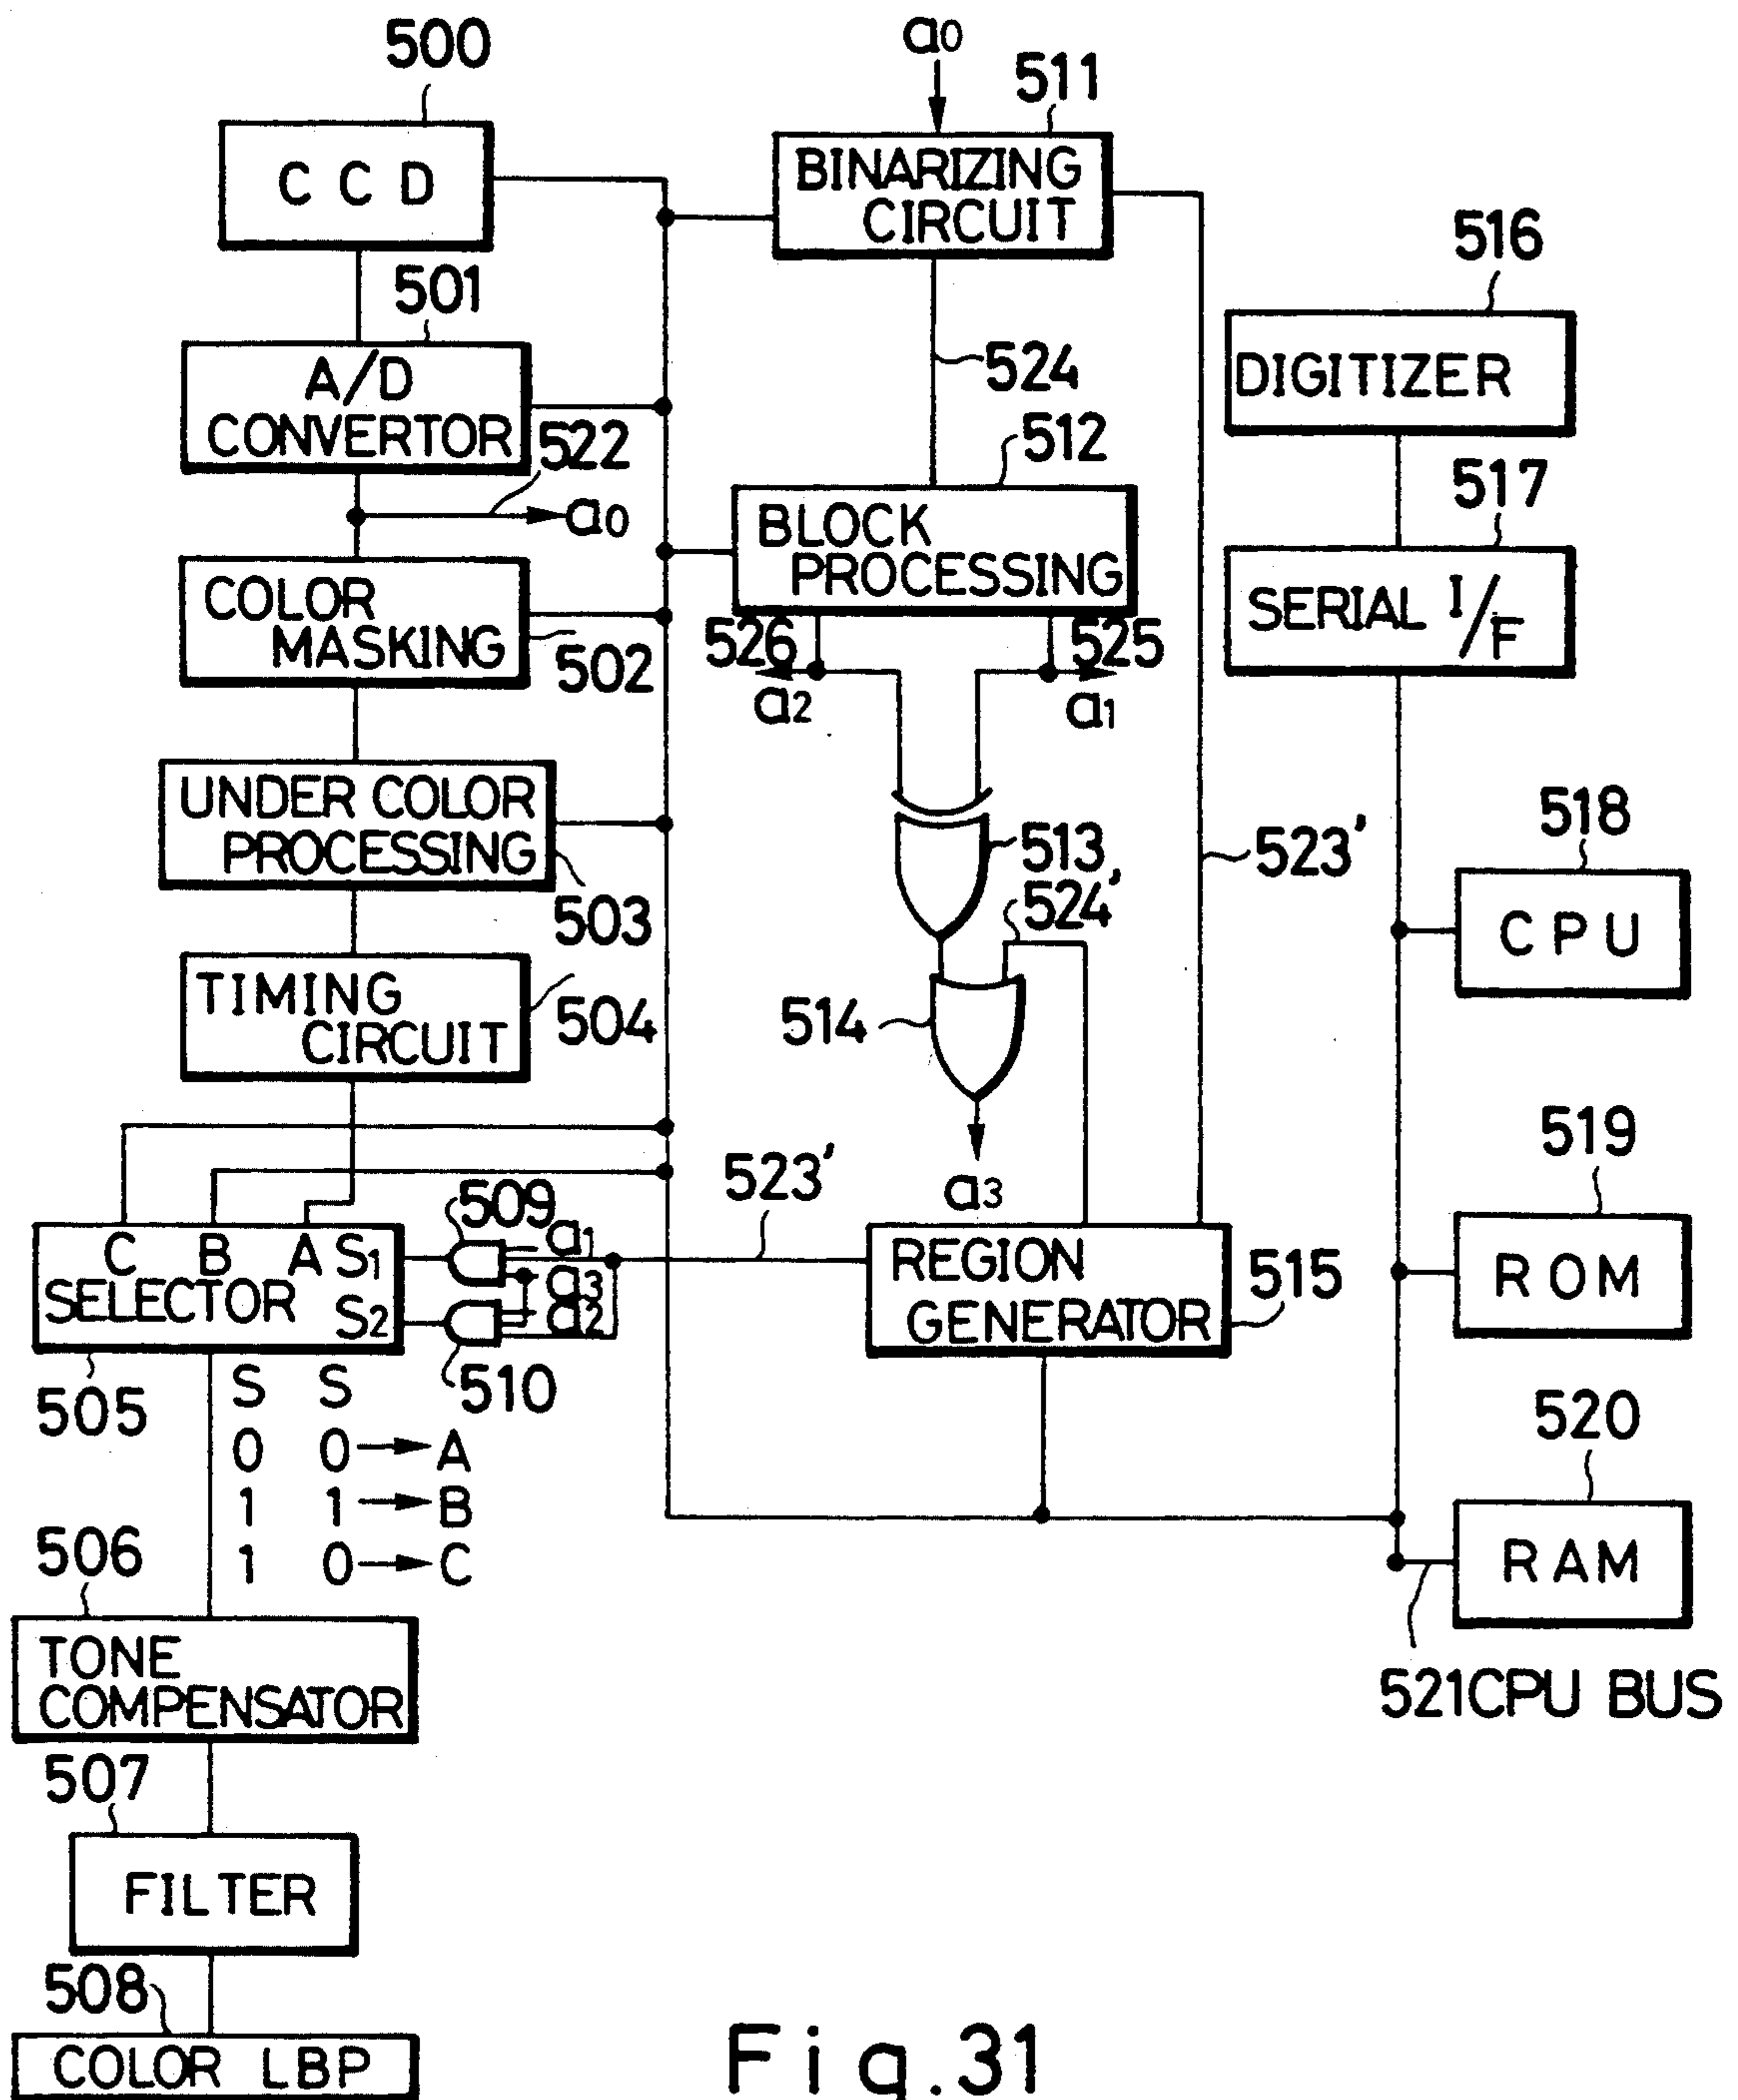 500
C C D
501
A/D
CONVERTOR
522
a0
COLOR
MASKING
502
UNDER COLOR
PROCESSING
503
TIMING
CIRCUIT
504
C B A S1
SELECTOR
S2
505
509
a1
a3
a2
510
S S
0 0 A
1 1 B
1 0 C
506
TONE
COMPENSATOR
507
FILTER
508
COLOR LBP
a0
511
BINARIZING
CIRCUIT
524
512
BLOCK
PROCESSING
526
525
a2
a1
513
524'
514
a3
523'
523'
REGION
GENERATOR
515
516
DIGITIZER
517
SERIAL I/F
518
CPU
519
ROM
520
RAM
521CPU BUS
Fig.31